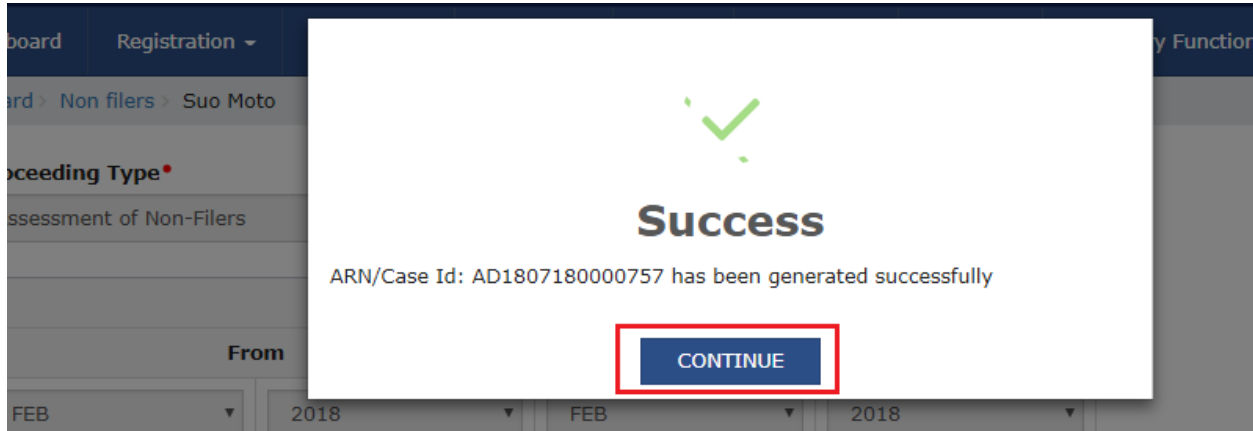 board Registration y Function
ard > Non filers > Suo Moto
oceeding Type•
ssessment of Non-Filers
Success
ARN/Case Id: AD1807180000757 has been generated successfully
From
CONTINUE
FEB 2018 FEB 2018